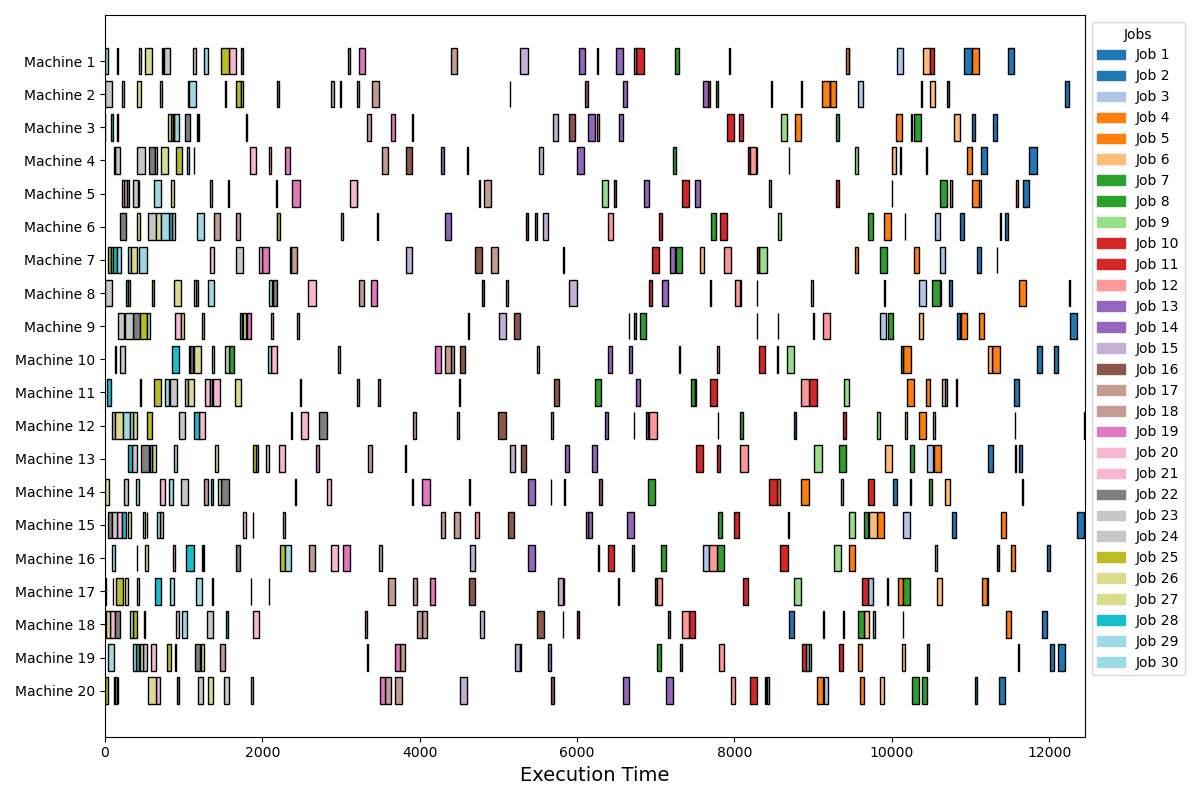 Machine 1
Machine 2
Machine 3
Machine 4
Machine 5
Machine 6
Machine 7
Machine 8
Machine 9
Machine 10
Machine 11
Machine 12
Machine 13
Machine 14
Machine 15
Machine 16
Machine 17
Machine 18
Machine 19
Machine 20
0 2000 4000 6000 8000 10000 12000
Execution Time
Jobs
Job 1
Job 2
Job 3
Job 4
Job 5
Job 6
Job 7
Job 8
Job 9
Job 10
Job 11
Job 12
Job 13
Job 14
Job 15
Job 16
Job 17
Job 18
Job 19
Job 20
Job 21
Job 22
Job 23
Job 24
Job 25
Job 26
Job 27
Job 28
Job 29
Job 30